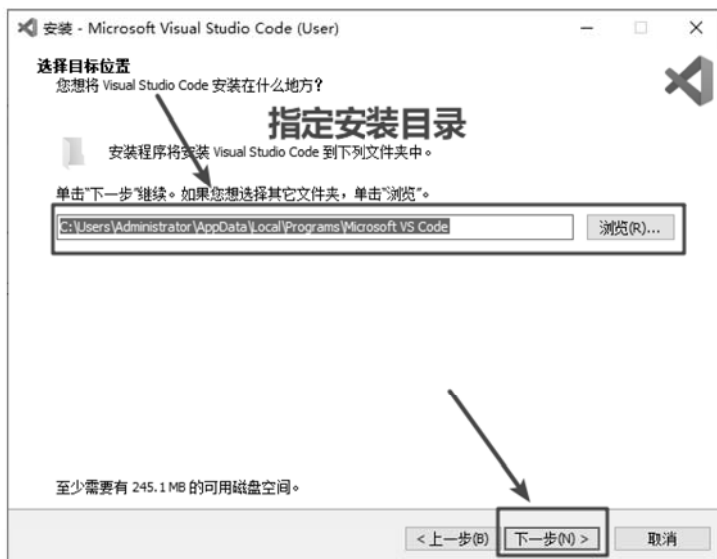 安装 - Microsoft Visual Studio Code (User)
选择目标位置
您想将 Visual Studio Code 安装在什么地方?
指定安装目录
安装程序将安装 Visual Studio Code 到下列文件夹中。
单击“下一步”继续。如果您想选择其它文件夹，单击“浏览”。
C:\Users\Administrator\AppData\Local\Programs\Microsoft VS Code
浏览(R)...
至少需要有 245.1 MB 的可用磁盘空间。
< 上一步(B) 下一步(N) > 取消